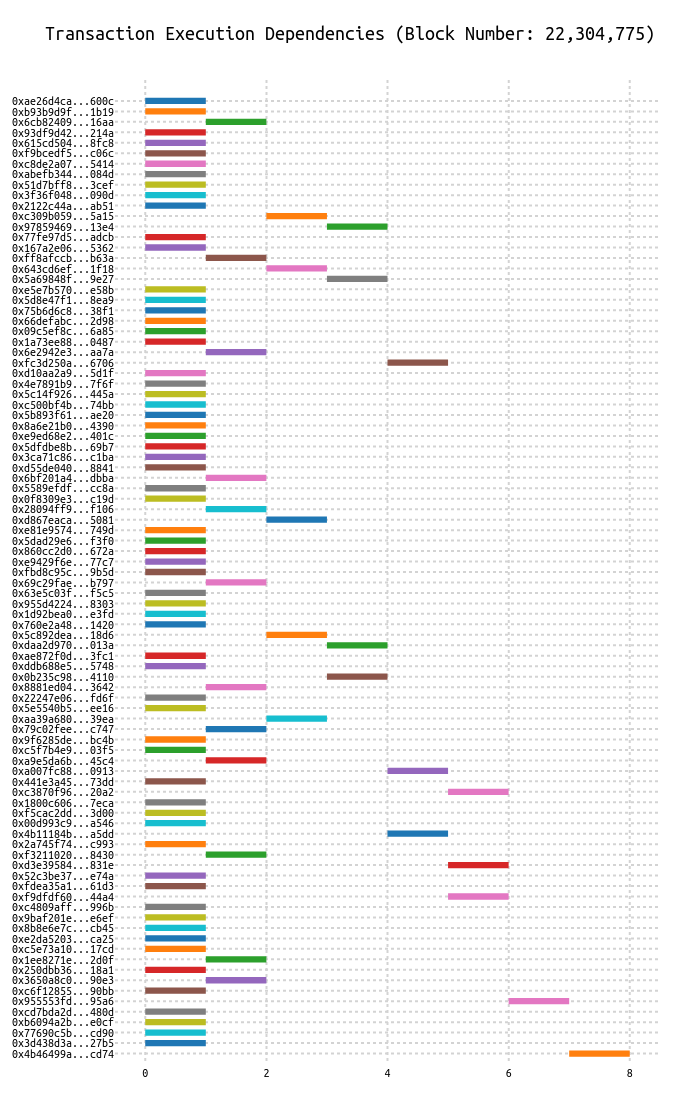 Transaction Execution Dependencies (Block Number: 22,304,775)
0xae26d4ca...600c
0xb93b9d9f...1b19
0x6cb82409...16aa
0x93df9d42...214a
0x615cd504...8fc8
0xf9bcedf5...c06c
0xc8de2a07...5414
0xabefb344...084d
0x51d7bff8...3cef
0x3f36f048...090d
0x2122c44a...ab51
0xc309b059...5a15
0x97859469...13e4
0x77fe97d5...adcb
0x167a2e06...5362
0xff8afccb...b63a
0x643cd6ef...1f18
0x5a69848f...9e27
0xe5e7b570...e58b
0x5d8e47f1...8ea9
0x75b6d6c8...38f1
0x66defabc...2d98
0x09c5ef8c...6a85
0x1a73ee88...0487
0x6e2942e3...aa7a
0xfc3d250a...6706
0xd10aa2a9...5d1f
0x4e7891b9...7f6f
0x5c14f926...445a
0xc500bf4b...74bb
0x5b893f61...ae20
0x8a6e21b0...4390
0xe9ed68e2...401c
0x5dfdbe8b...69b7
0x3ca71c86...c1ba
0xd55de040...8841
0x6bf201a4...dbba
0x5589efdf...cc8a
0x0f8309e3...c19d
0x28094ff9...f106
0xd867eaca...5081
0xe81e9574...749d
0x5dad29e6...f3f0
0x860cc2d0...672a
0xe9429f6e...77c7
0xfbd8c95c...9b5d
0x69c29fae...b797
0x63e5c03f...f5c5
0x955d4224...8303
0x1d92bea0...e3fd
0x760e2a48...1420
0x5c892dea...18d6
0xdaa2d970...013a
0xae872f0d...3fc1
0xddb688e5...5748
0x0b235c98...4110
0x8881ed04...3642
0x22247e06...fd6f
0x5e5540b5...ee16
0xaa39a680...39ea
0x79c02fee...c747
0x9f6285de...bc4b
0xc5f7b4e9...03f5
0xa9e5da6b...45c4
0xa007fc88...0913
0x441e3a45...73dd
0xc3870f96...20a2
0x1800c606...7eca
0xf5cac2dd...3d00
0x00d993c9...a546
0x4b11184b...a5dd
0x2a745f74...c993
0xf3211020...8430
0xd3e39584...831e
0x52c3be37...e74a
0xfdea35a1...61d3
0xf9dfdf60...44a4
0xc4809aff...996b
0x9baf201e...e6ef
0x8b8e6e7c...cb45
0xe2da5203...ca25
0xc5e73a10...17cd
0x1ee8271e...2d0f
0x250dbb36...18a1
0x3650a8c0...90e3
0xc6f12855...90bb
0x955553fd...95a6
0xcd7bda2d...480d
0xb6094a2b...e0cf
0x77690c5b...cd90
0x3d438d3a...27b5
0x4b46499a...cd74
0 2 4 6 8